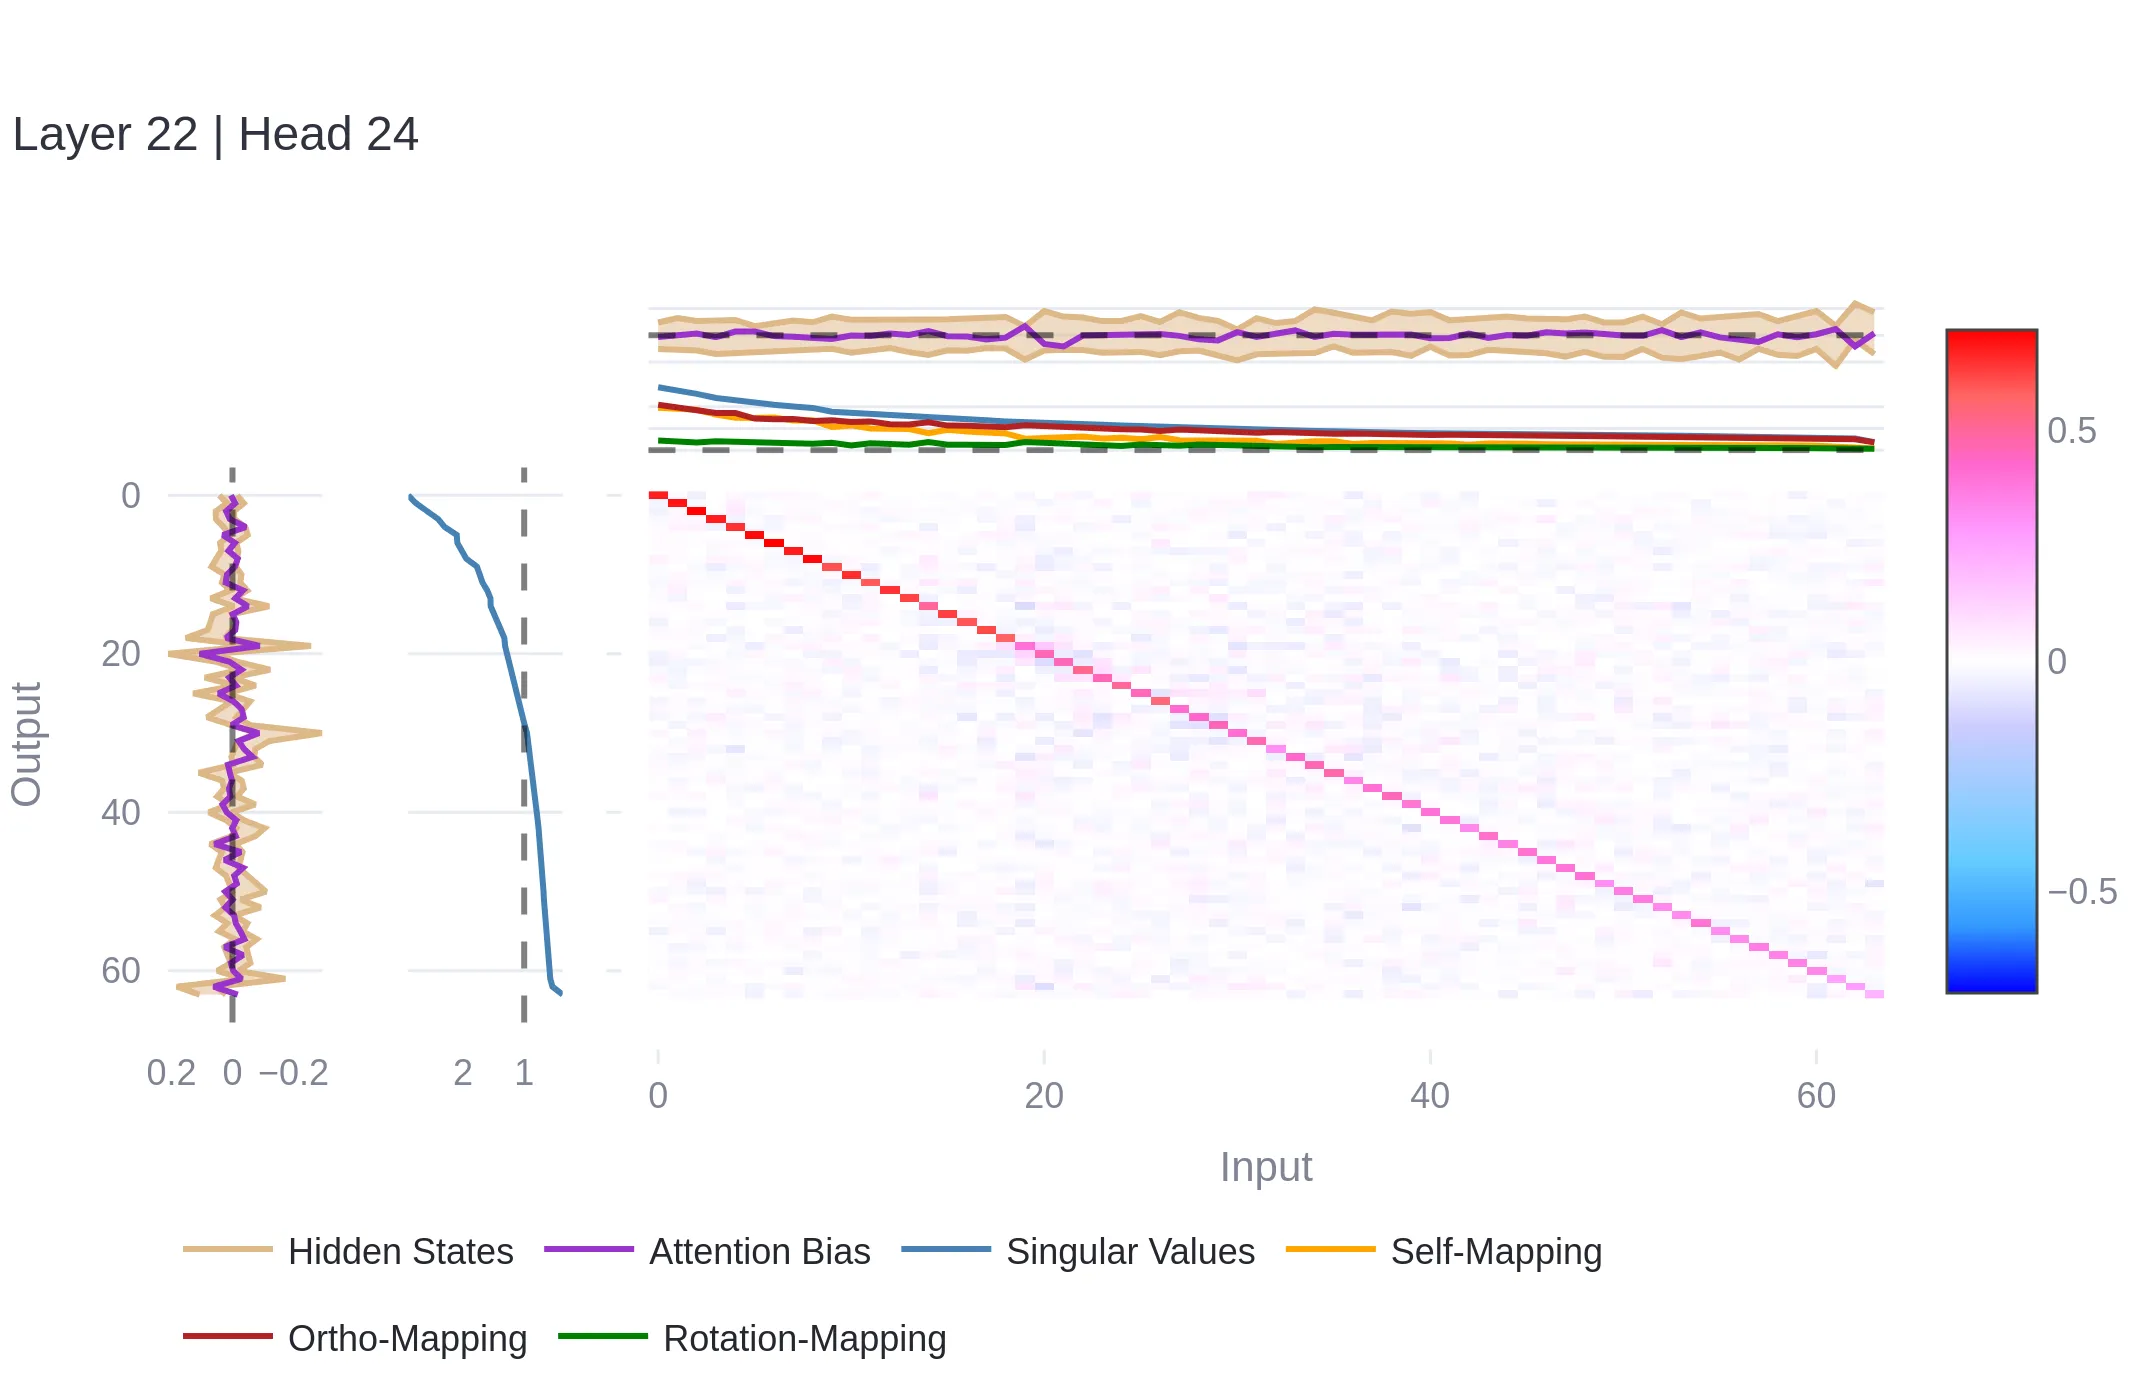 Layer 22 | Head 24
0
20
40
60
Output
0.2 0 −0.2
2 1
0 20 40 60
Input
0.5
0
−0.5
Hidden States Attention Bias Singular Values Self-Mapping
Ortho-Mapping Rotation-Mapping